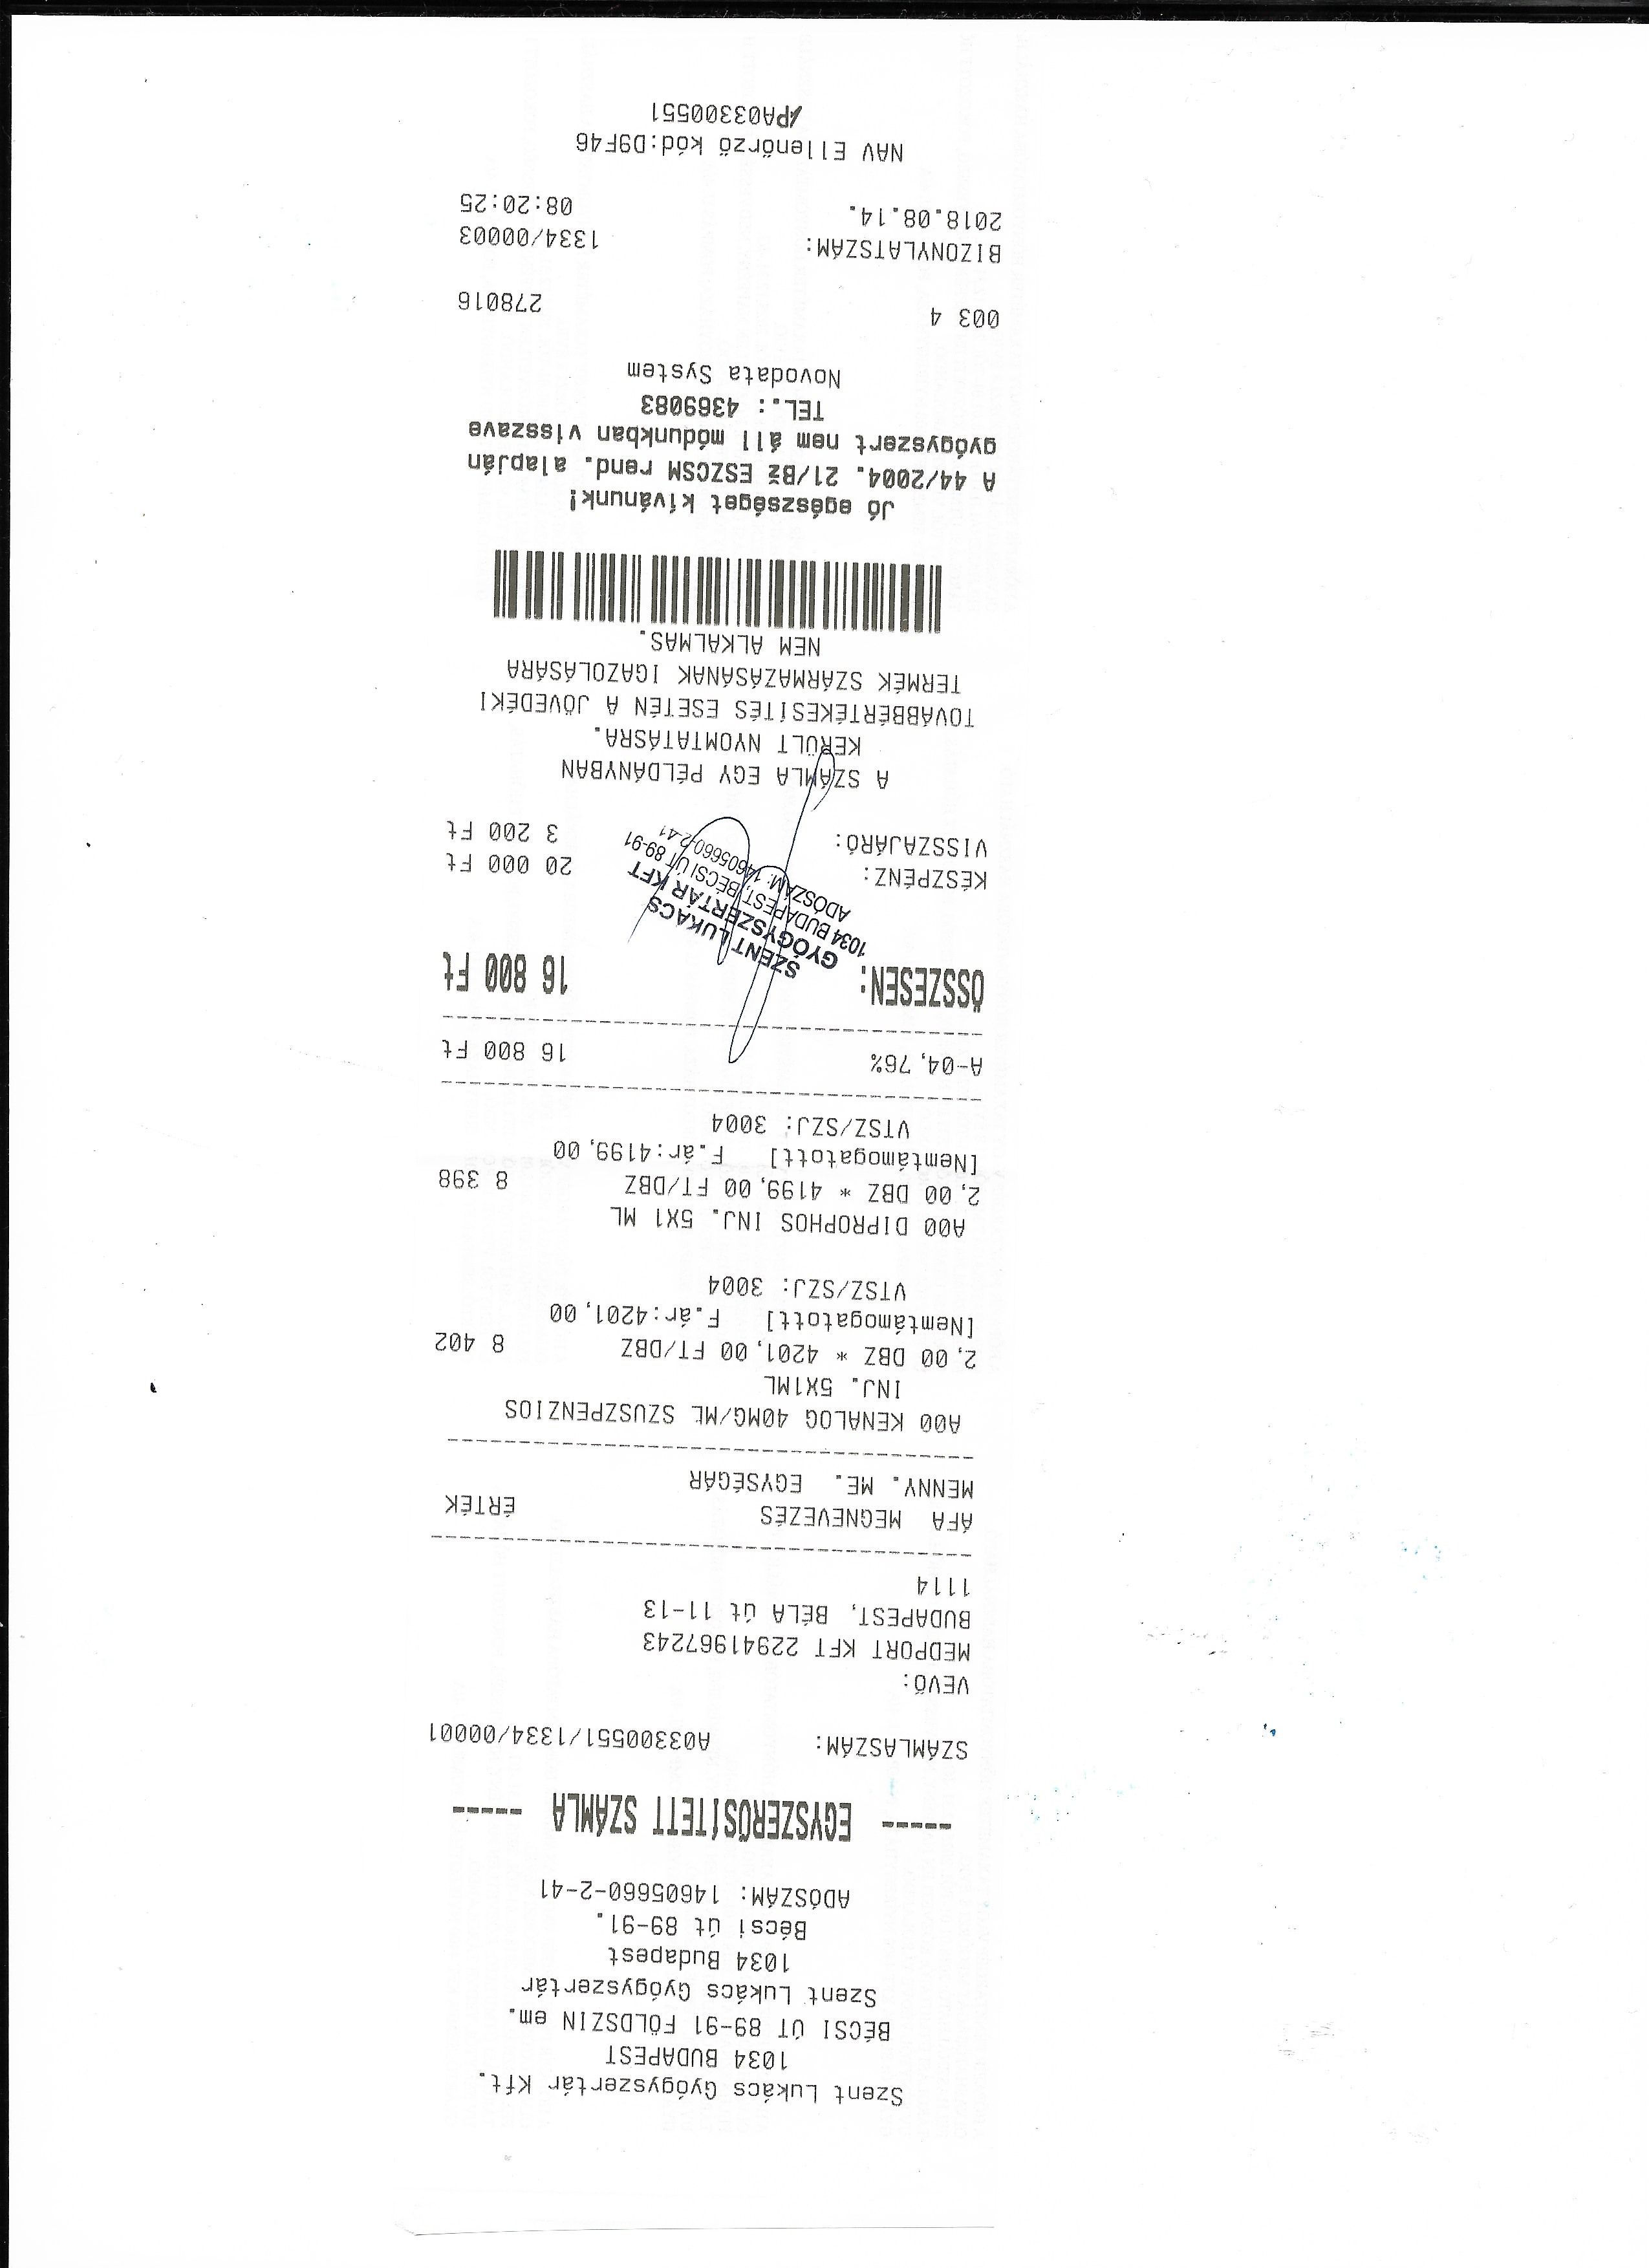 Szent Lukács Gyógyszertár Kft.
1034 BUDAPEST
BÉCSI ÚT 89-91 FÖLDSZIN em.
Szent Lukács Gyógyszertár
1034 Budapest
Bécsi út 89-91.
ADÓSZÁM: 14605660-2-41
----- EGYSZERŰSÍTETT SZÁMLA -----
SZÁMLASZÁM: A03300551/1334/00001
VEVŐ:
MEDPORT KFT 22941967243
BUDAPEST, BÉLA út 11-13
1114
ÁFA MEGNEVEZÉS ÉRTÉK
MENNY. ME. EGYSÉGÁR
A00 KENALOG 40MG/ML SZUSZPENZIOS
INJ. 5X1ML
2,00 DBZ * 4201,00 FT/DBZ 8 402
[Nemtámogatott] F.ár:4201,00
VTSZ/SZJ: 3004
A00 DIPROPHOS INJ. 5X1 ML
2,00 DBZ * 4199,00 FT/DBZ 8 398
[Nemtámogatott] F.ár:4199,00
VTSZ/SZJ: 3004
A-04,76% 16 800 Ft
ÖSSZESEN: 16 800 Ft
SZENT LUKÁCS
GYÓGYSZERTÁR KFT
1034 BUDAPEST, BÉCSI ÚT 89-91
ADÓSZÁM: 14605660-2-41
KÉSZPÉNZ: 20 000 Ft
VISSZAJÁRÓ: 3 200 Ft
A SZÁMLA EGY PÉLDÁNYBAN
KERÜLT NYOMTATÁSRA.
TOVÁBBÉRTÉKESÍTÉS ESETÉN A JÖVEDÉKI
TERMÉK SZÁRMAZÁSÁNAK IGAZOLÁSÁRA
NEM ALKALMAS.
Jó egészséget kívánunk!
A 44/2004. 21/Bž ESZCSM rend. alapján
gyógyszert nem áll módunkban visszave
TEL.: 4369083
Novodata System
003 4 278016
BIZONYLATSZÁM: 1334/00003
2018.08.14. 08:20:25
NAV Ellenőrző kód:D9F46
PA03300551